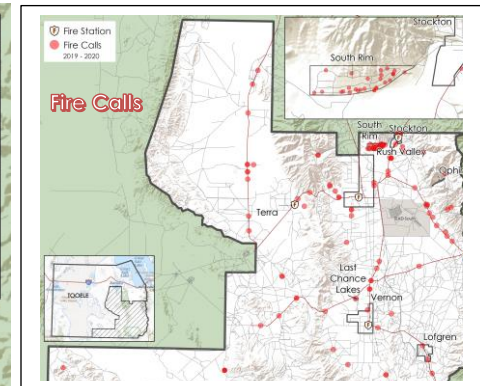 Fire Station
Fire Calls
2019 - 2020
Fire Calls
Stockton
South Rim
South
Rim
Stockton
Rush Valley
Ophi
Terra
Last
Chance
Lakes
Vernon
Lofgren
TOOELE